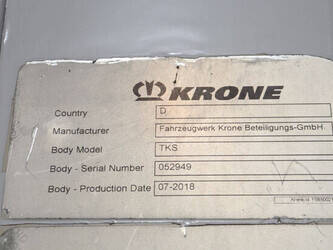 KRONE
Country D
Manufacturer Fahrzeugwerk Krone Beteiligungs-GmbH
Body Model TKS
Body - Serial Number 052949
Body - Production Date 07-2018